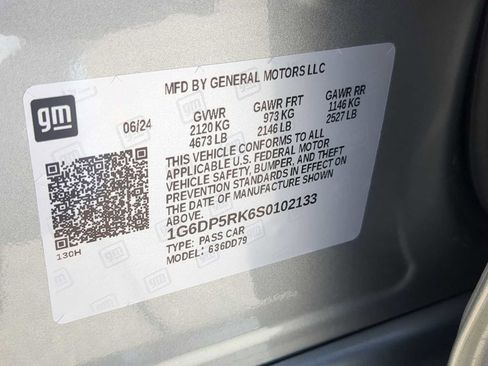 MFD BY GENERAL MOTORS LLC
gm
06/24 GVWR GAWR FRT GAWR RR
2120 KG 973 KG 1146 KG
4673 LB 2146 LB 2527 LB
THIS VEHICLE CONFORMS TO ALL
APPLICABLE U.S. FEDERAL MOTOR
VEHICLE SAFETY, BUMPER, AND THEFT
PREVENTION STANDARDS IN EFFECT ON
THE DATE OF MANUFACTURE SHOWN
ABOVE.
1G6DP5RK6S0102133
TYPE: PASS CAR
MODEL: 636DD79
130H